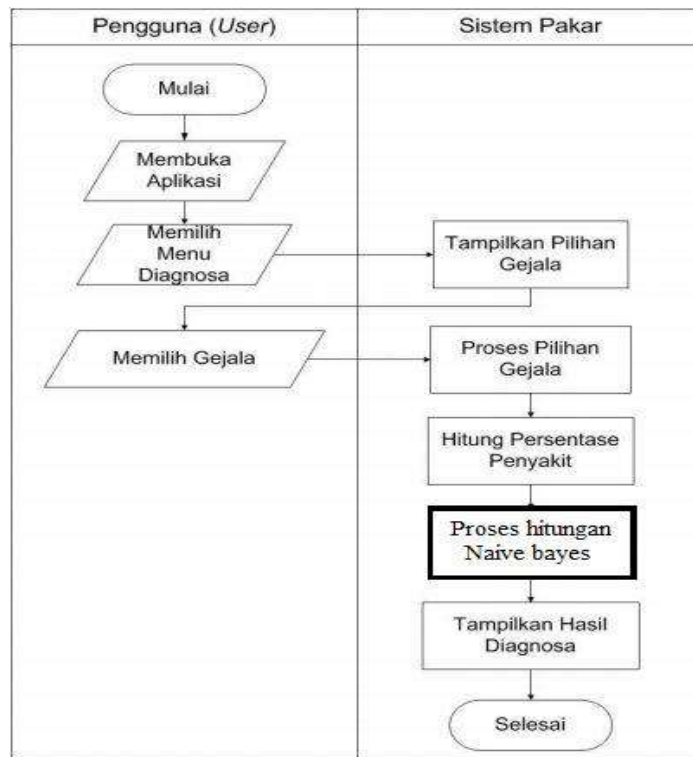 Pengguna (User)
Sistem Pakar
Mulai
Membuka
Aplikasi
Memilih
Menu
Diagnosa
Tampilkan Pilihan
Gejala
Memilih Gejala
Proses Pilihan
Gejala
Hitung Persentase
Penyakit
Proses hitungan
Naive bayes
Tampilkan Hasil
Diagnosa
Selesai